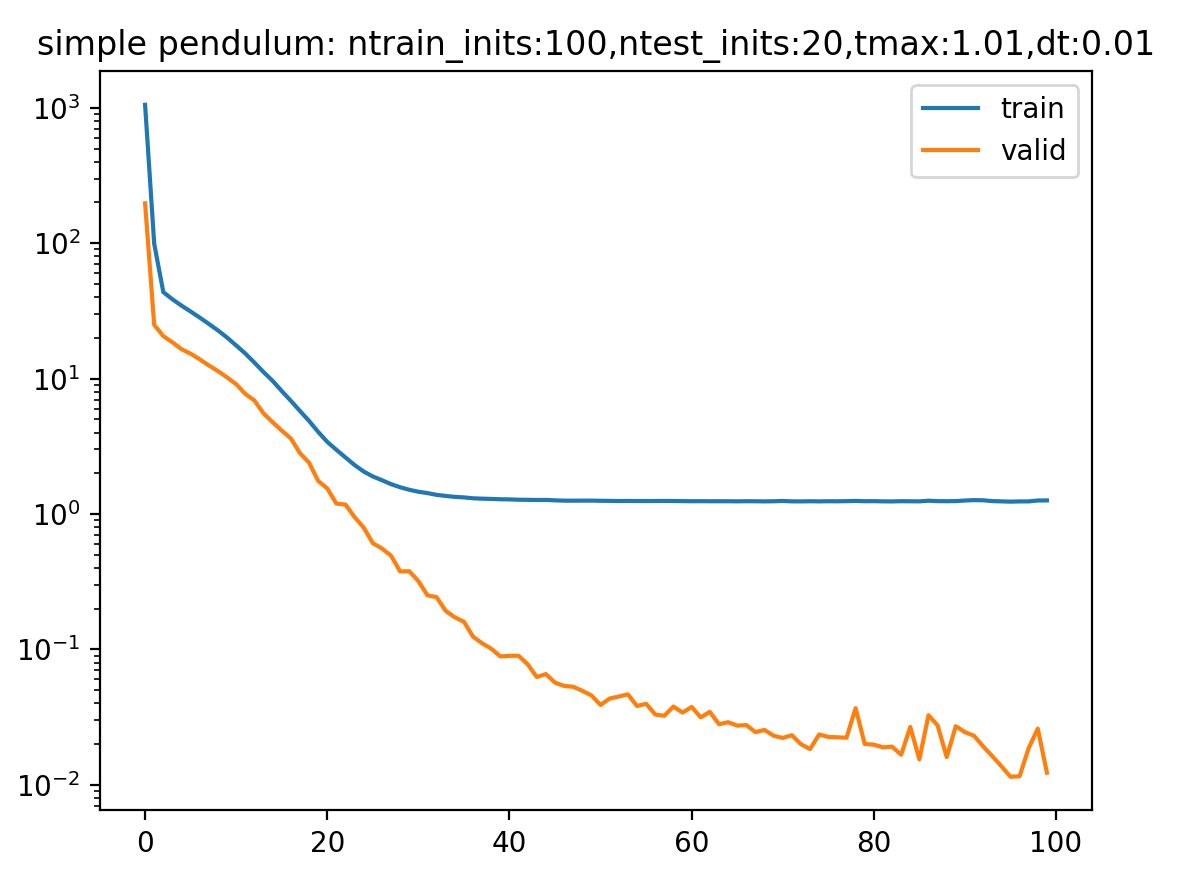 simple pendulum: ntrain_inits:100,ntest_inits:20,tmax:1.01,dt:0.01
train
valid
10³
10²
10¹
10⁰
10⁻¹
10⁻²
0 20 40 60 80 100